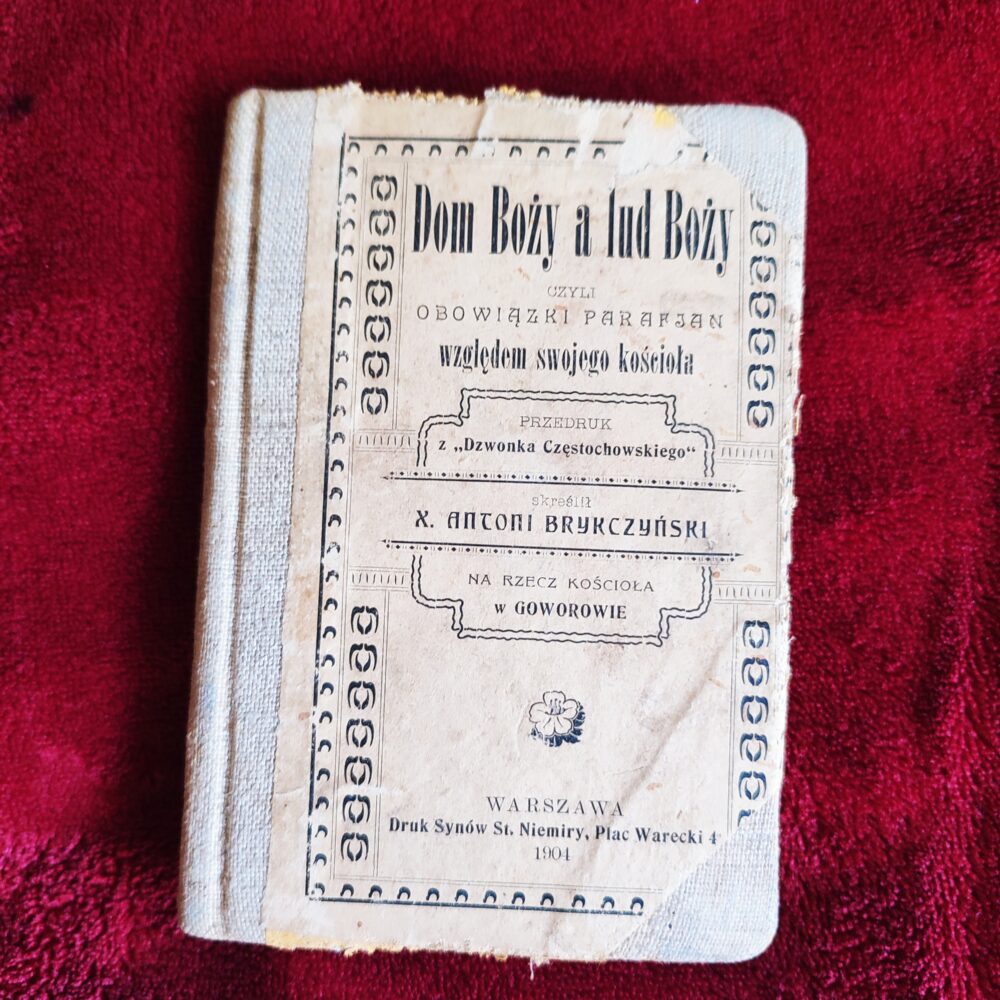 Dom Boży a lud Boży
CZYLI
OBOWIĄZKI PARAFJAN
względem swojego kościoła
PRZEDRUK
z „Dzwonka Częstochowskiego“
skreślił
X. ANTONI BRYKCZYŃSKI
NA RZECZ KOŚCIOŁA
w GOWOROWIE
WARSZAWA
Druk Synów St. Niemiry, Plac Warecki 4
1904